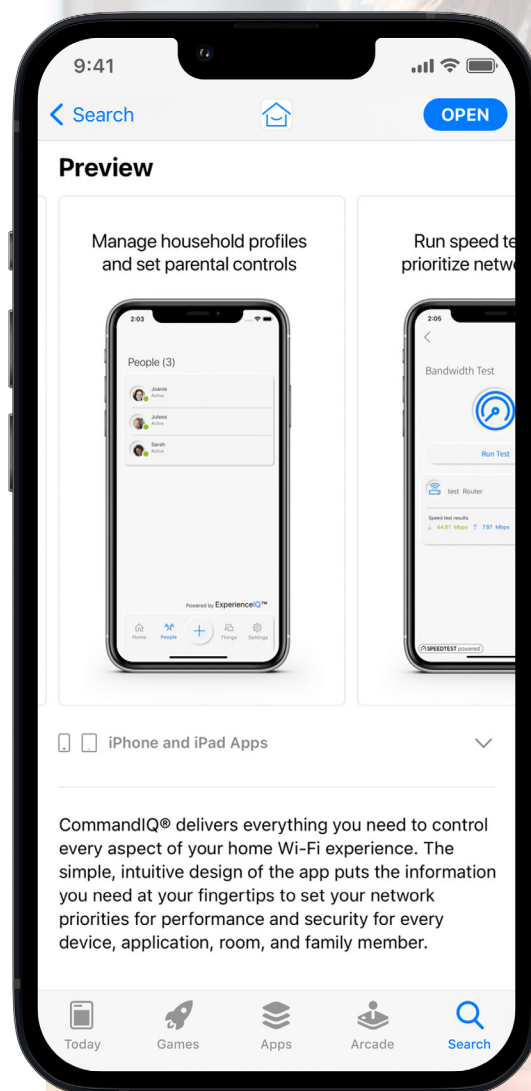 9:41
Search
OPEN
Preview
Manage household profiles
and set parental controls
2:03
People (3)
Joanie
Active
Juleea
Active
Sarah
Active
Powered by ExperienceIQ™
Home
People
Things
Settings
Run speed te
prioritize netwo
2:05
Bandwidth Test
Run Test
test Router
Speed test results
↓ 44.61 Mbps ↑ 7.97 Mbps
SPEEDTEST powered
iPhone and iPad Apps
CommandIQ® delivers everything you need to control
every aspect of your home Wi-Fi experience. The
simple, intuitive design of the app puts the information
you need at your fingertips to set your network
priorities for performance and security for every
device, application, room, and family member.
Today
Games
Apps
Arcade
Search